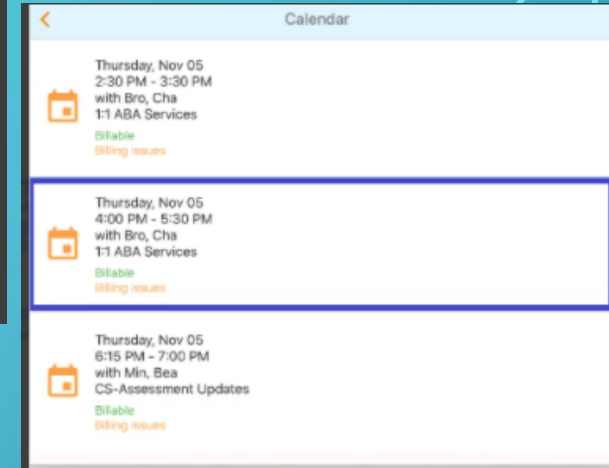 Calendar
Thursday, Nov 05
2:30 PM - 3:30 PM
with Bro, Cha
1:1 ABA Services
Billable
Billing issues
Thursday, Nov 05
4:00 PM - 5:30 PM
with Bro, Cha
1:1 ABA Services
Billable
Billing issues
Thursday, Nov 05
6:15 PM - 7:00 PM
with Min, Bea
CS-Assessment Updates
Billable
Billing issues